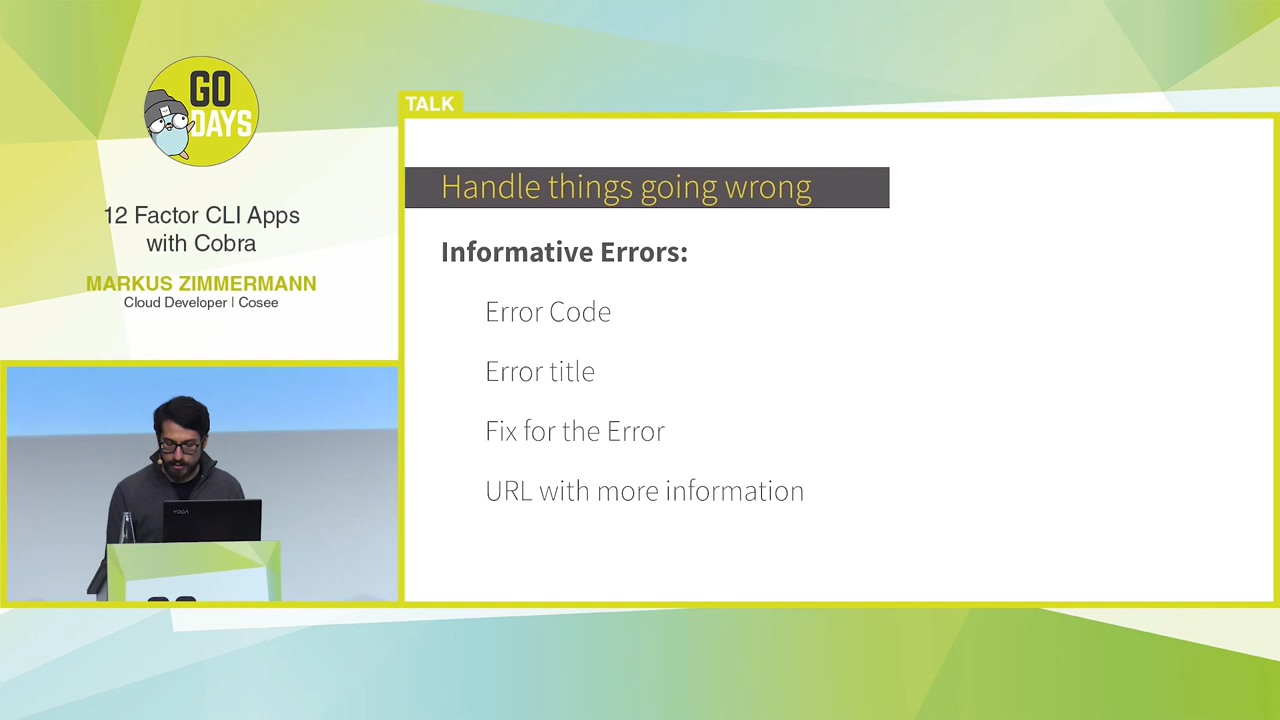 GO
DAYS
12 Factor CLI Apps
with Cobra
MARKUS ZIMMERMANN
Cloud Developer | Cosee
TALK
Handle things going wrong
Informative Errors:
Error Code
Error title
Fix for the Error
URL with more information
YOGA